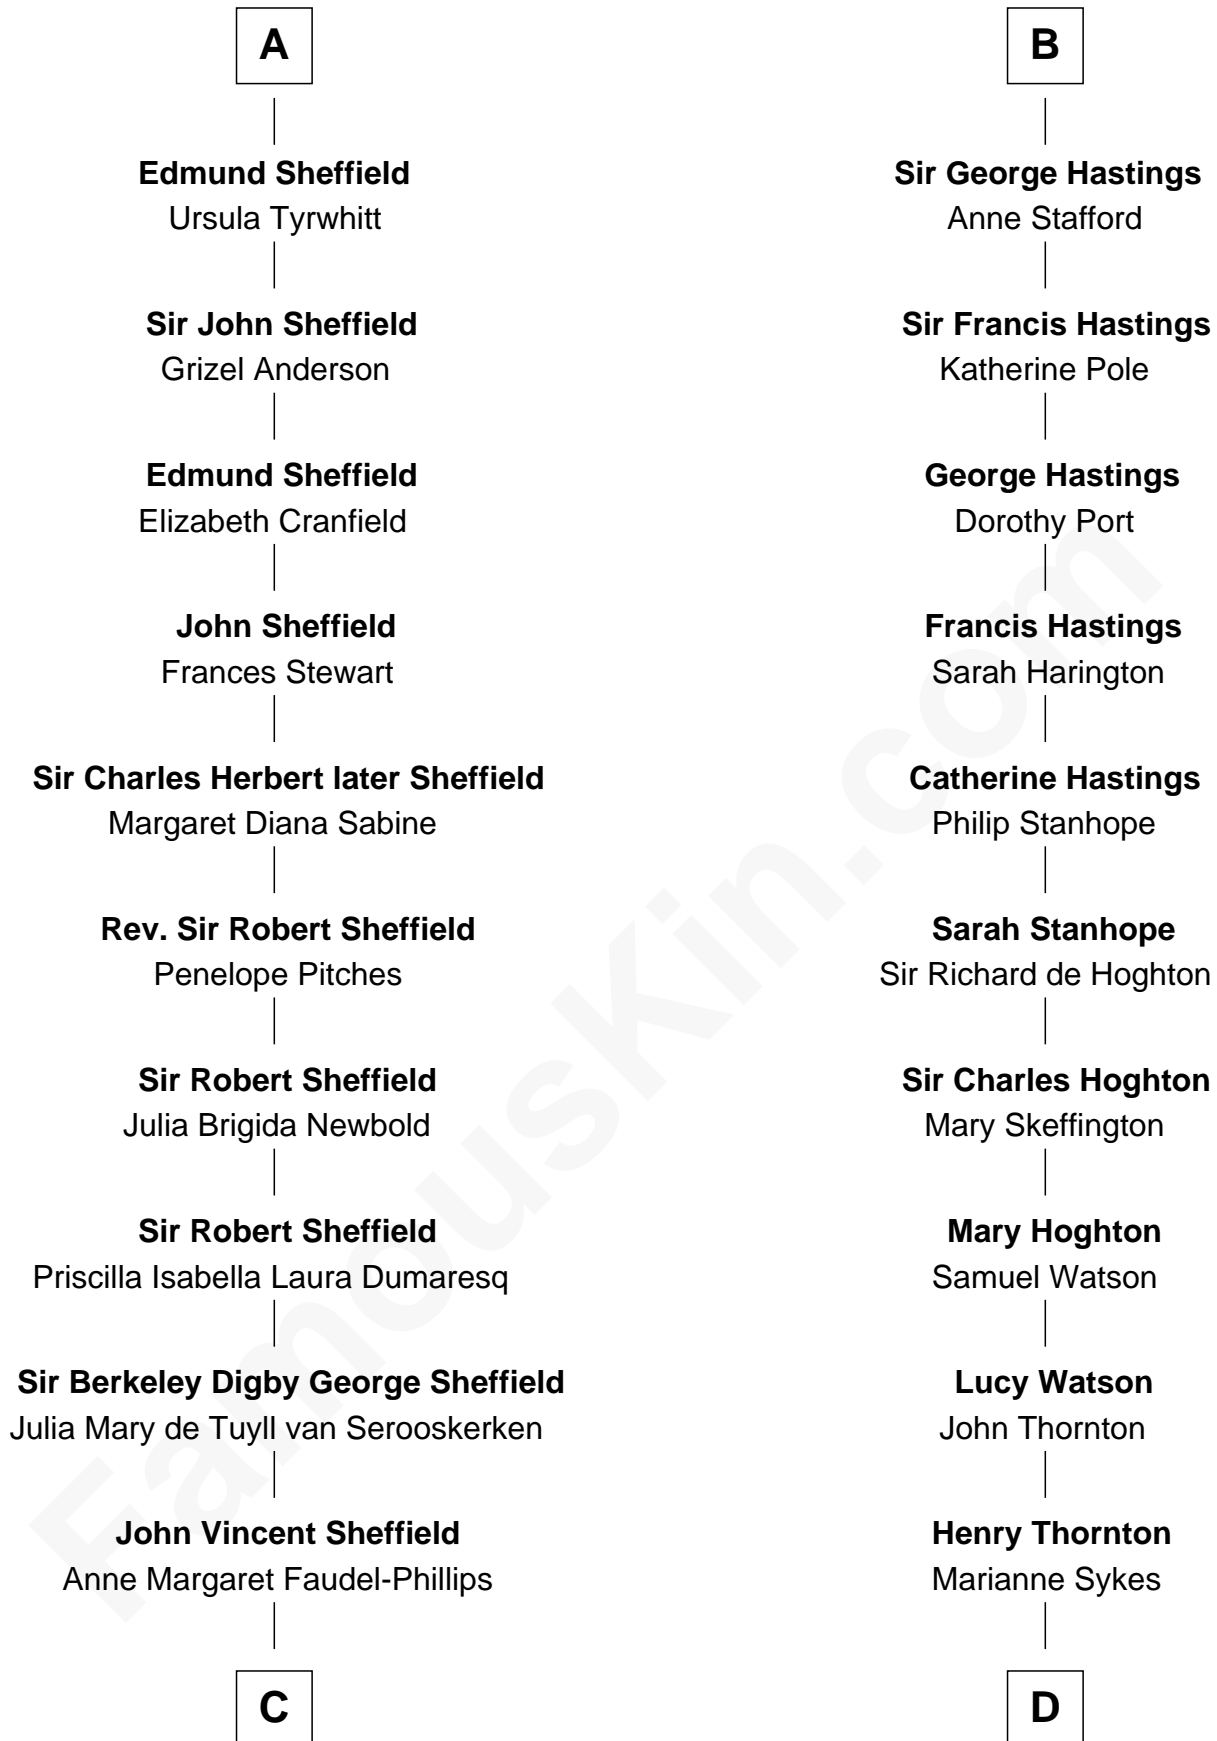 A
Edmund Sheffield
Ursula Tyrwhitt
Sir John Sheffield
Grizel Anderson
Edmund Sheffield
Elizabeth Cranfield
John Sheffield
Frances Stewart
Sir Charles Herbert later Sheffield
Margaret Diana Sabine
Rev. Sir Robert Sheffield
Penelope Pitches
Sir Robert Sheffield
Julia Brigida Newbold
Sir Robert Sheffield
Priscilla Isabella Laura Dumaresq
Sir Berkeley Digby George Sheffield
Julia Mary de Tuyll van Serooskerken
John Vincent Sheffield
Anne Margaret Faudel-Phillips
C
B
Sir George Hastings
Anne Stafford
Sir Francis Hastings
Katherine Pole
George Hastings
Dorothy Port
Francis Hastings
Sarah Harington
Catherine Hastings
Philip Stanhope
Sarah Stanhope
Sir Richard de Hoghton
Sir Charles Hoghton
Mary Skeffington
Mary Hoghton
Samuel Watson
Lucy Watson
John Thornton
Henry Thornton
Marianne Sykes
D
FamousKin.com